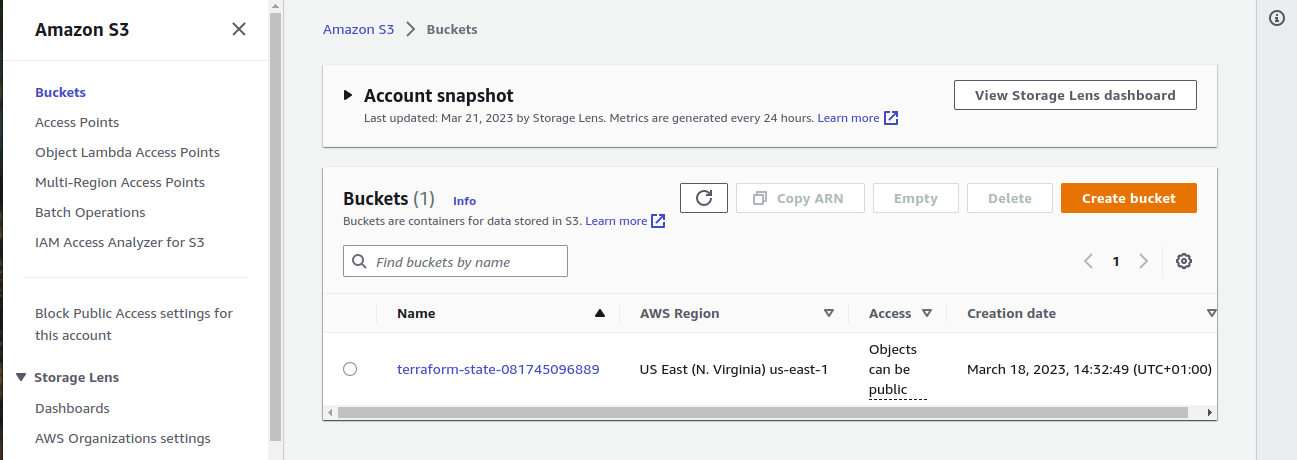 Amazon S3
Buckets
Access Points
Object Lambda Access Points
Multi-Region Access Points
Batch Operations
IAM Access Analyzer for S3
Block Public Access settings for
this account
Storage Lens
Dashboards
AWS Organizations settings
Amazon S3 Buckets
Account snapshot
View Storage Lens dashboard
Last updated: Mar 21, 2023 by Storage Lens. Metrics are generated every 24 hours. Learn more
Buckets (1) Info
Copy ARN Empty Delete Create bucket
Buckets are containers for data stored in S3. Learn more
Find buckets by name
1
Name AWS Region Access Creation date
terraform-state-081745096889 US East (N. Virginia) us-east-1 Objects
can be
public
March 18, 2023, 14:32:49 (UTC+01:00)